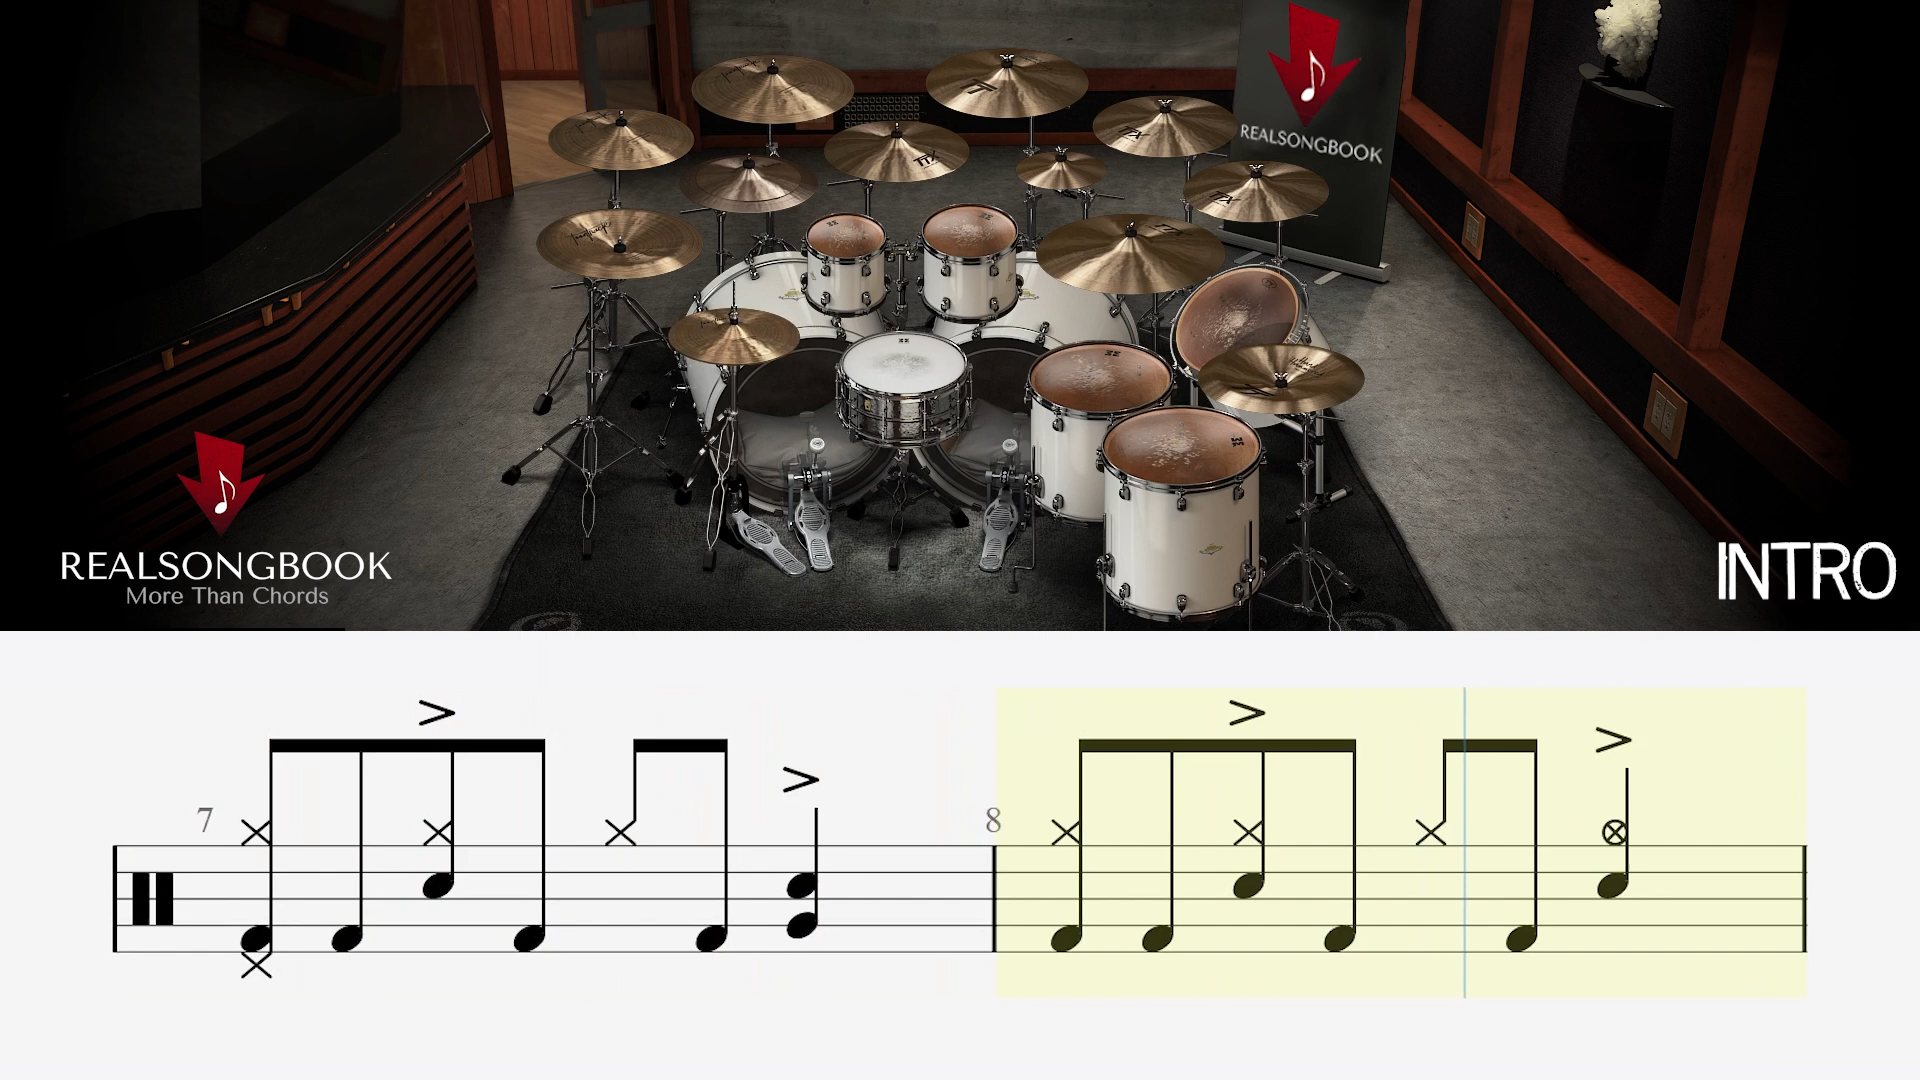 REALSONGBOOK
REALSONGBOOK
More Than Chords
INTRO
7
8